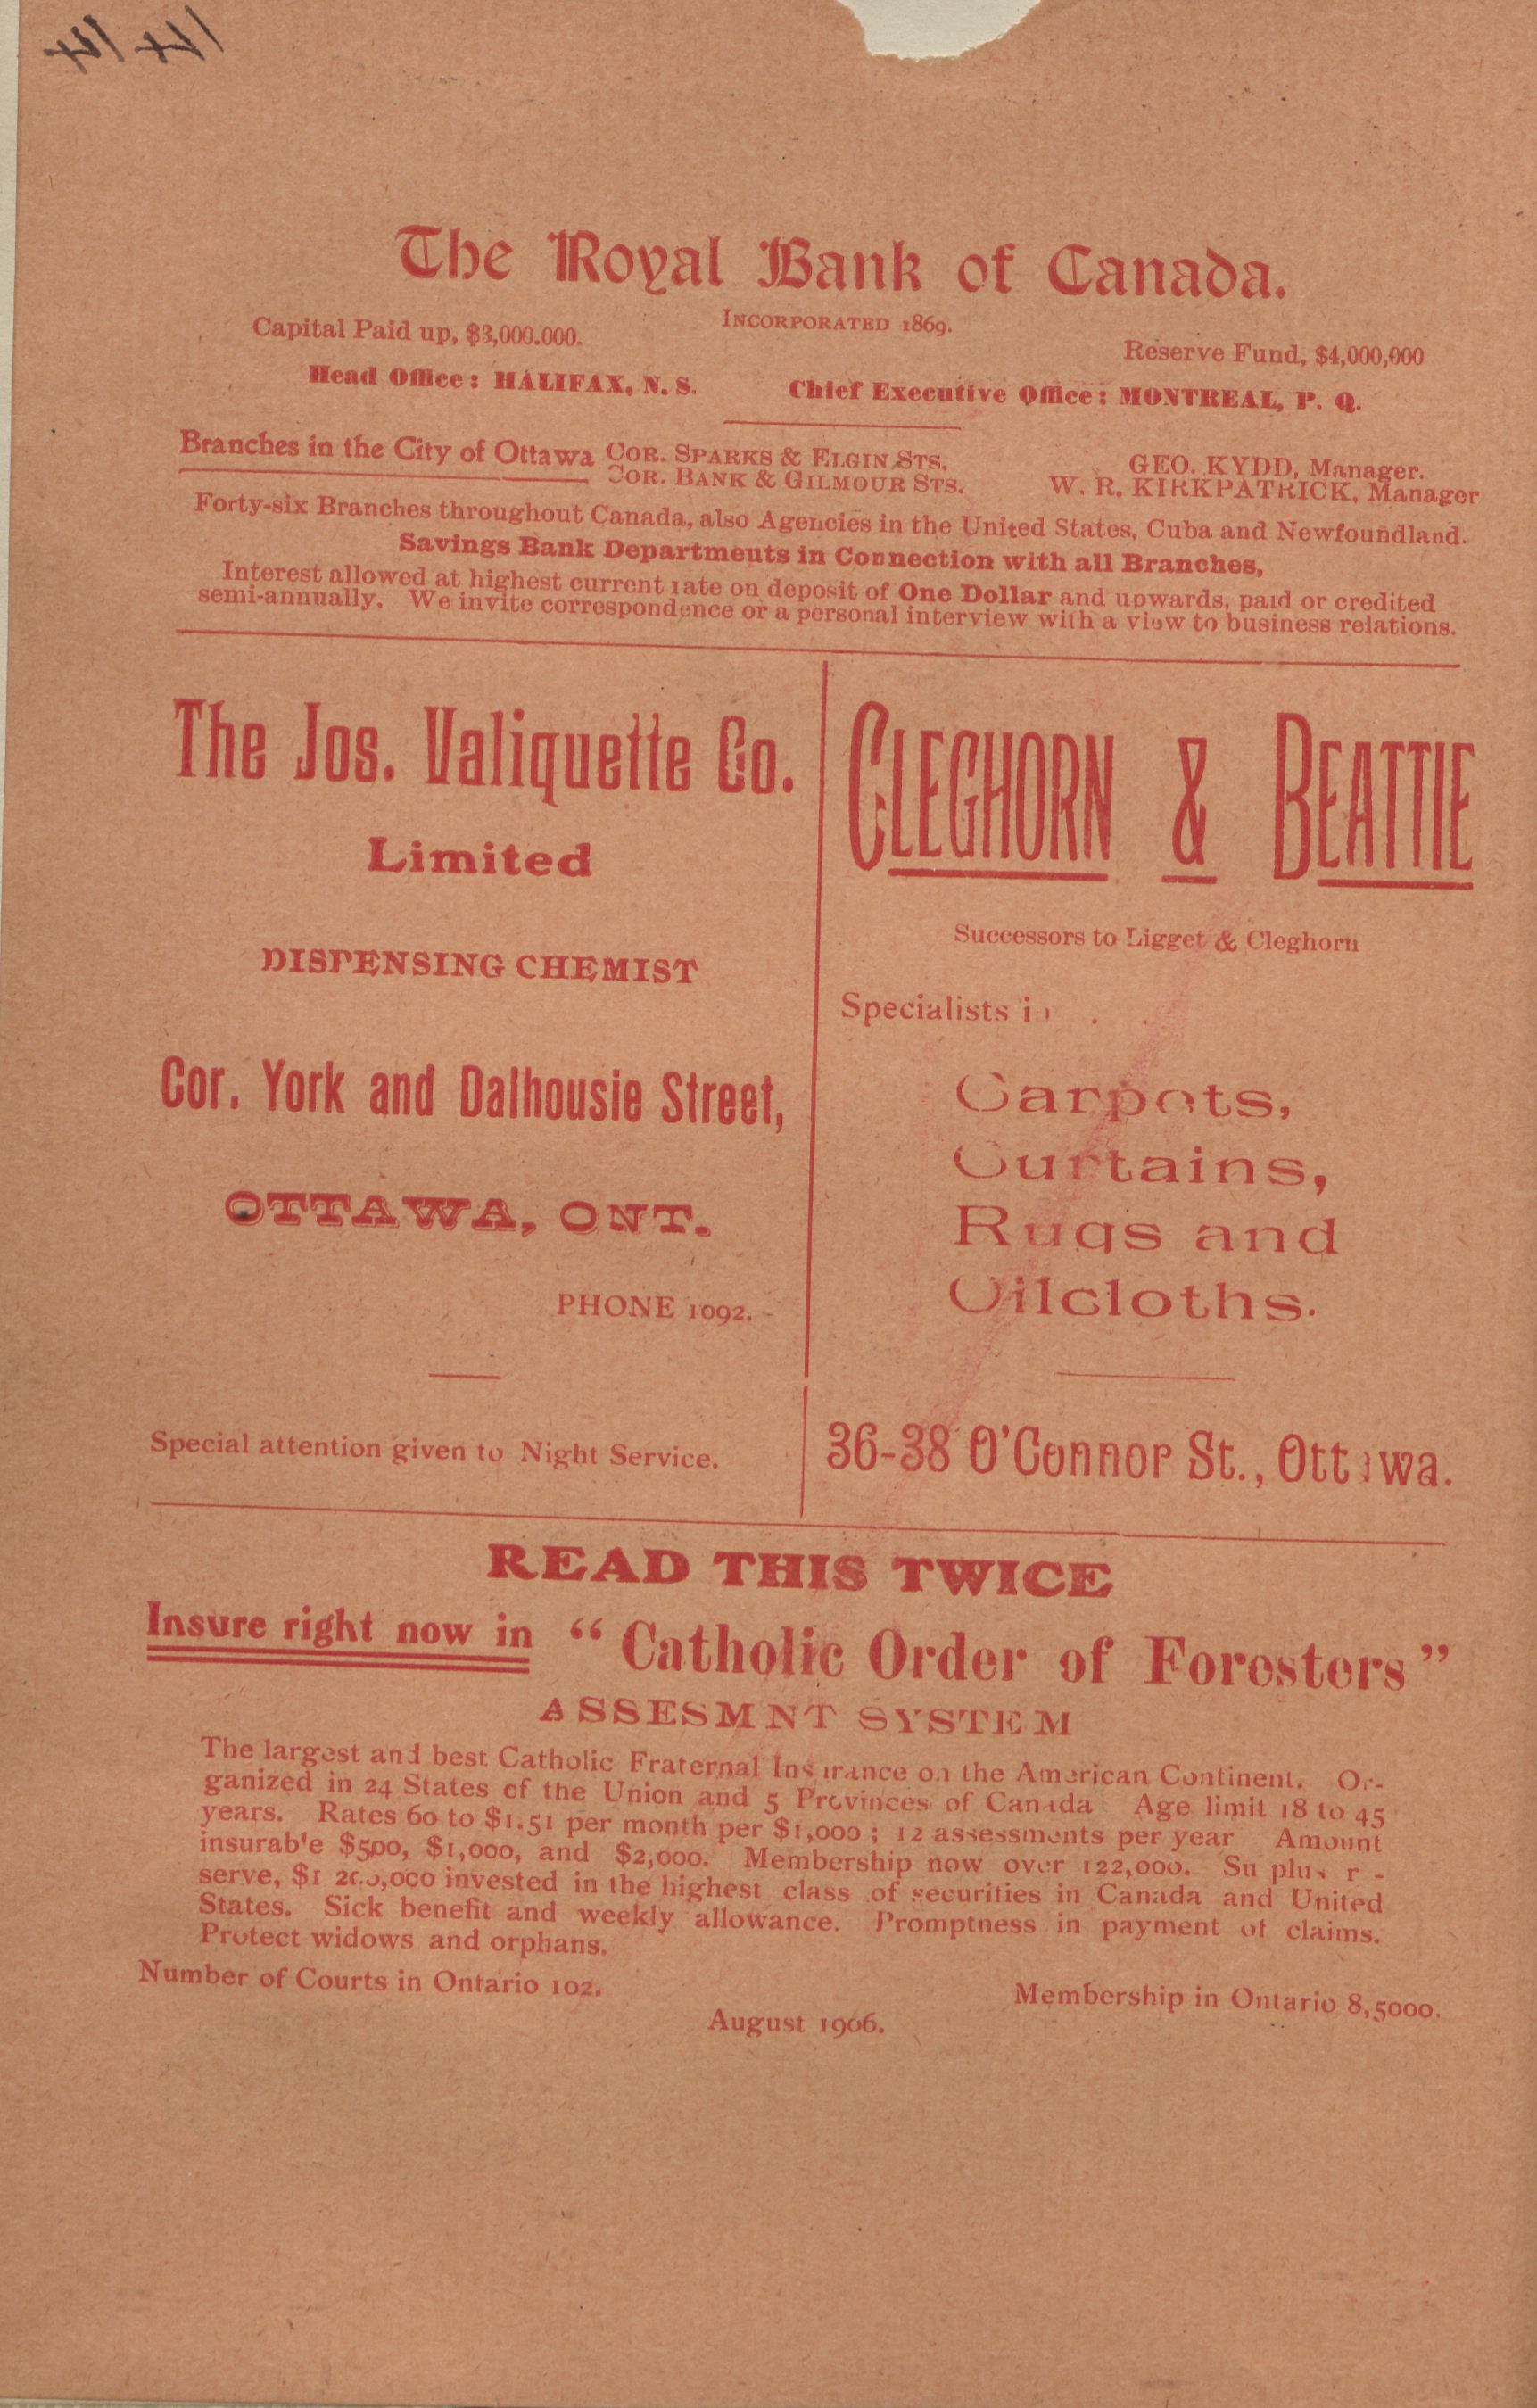 The Royal Bank of Canada.
INCORPORATED 1869.
Capital Paid up, $3,000.000.
Reserve Fund, $4,000,000
Head Office: HALIFAX, N. S.
Chief Executive Office: MONTREAL, P. Q.
Branches in the City of Ottawa
COR. SPARKS & ELGIN STS.
GEO. KYDD, Manager.
COR. BANK & GILMOUR STS.
W. R. KIRKPATRICK, Manager
Forty-six Branches throughout Canada, also Agencies in the United States, Cuba and Newfoundland.
Savings Bank Departments in Connection with all Branches,
Interest allowed at highest current rate on deposit of One Dollar and upwards, paid or credited
semi-annually. We invite correspondence or a personal interview with a view to business relations.
The Jos. Valiquette Co.
Limited
DISPENSING CHEMIST
Cor. York and Dalhousie Street,
OTTAWA, ONT.
PHONE 1092.
Special attention given to Night Service.
CLEGHORN & BEATTIE
Successors to Ligget & Cleghorn
Specialists in . .
Carpets,
Curtains,
Rugs and
Oilcloths.
36-38 O'Connor St., Ottawa.
READ THIS TWICE
Insure right now in "Catholic Order of Foresters"
ASSESMNT SYSTEM
The largest and best Catholic Fraternal Insurance on the American Continent. Or-
ganized in 24 States of the Union and 5 Provinces of Canada Age limit 18 to 45
years. Rates 60 to $1.51 per month per $1,000; 12 assessments per year Amount
insurable $500, $1,000, and $2,000. Membership now over 122,000. Surplus re-
serve, $1 200,000 invested in the highest class of securities in Canada and United
States. Sick benefit and weekly allowance. Promptness in payment of claims.
Protect widows and orphans.
Number of Courts in Ontario 102.
Membership in Ontario 8,5000.
August 1906.